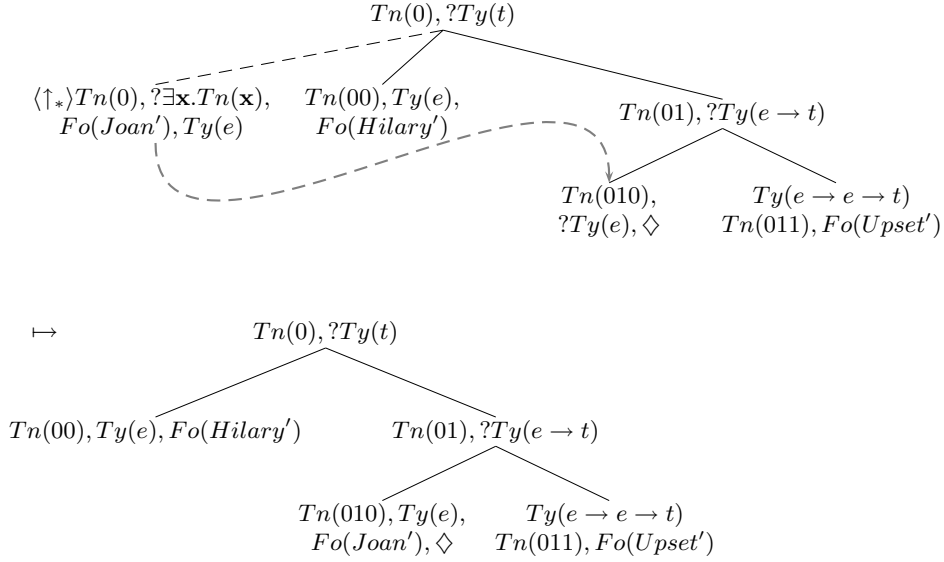 Tn(0), ?Ty(t)
⟨↑*⟩Tn(0), ?∃x.Tn(x),
Fo(Joan′), Ty(e)
Tn(00), Ty(e),
Fo(Hilary′)
Tn(01), ?Ty(e → t)
Tn(010),
?Ty(e), ◇
Ty(e → e → t)
Tn(011), Fo(Upset′)
↦
Tn(0), ?Ty(t)
Tn(00), Ty(e), Fo(Hilary′)
Tn(01), ?Ty(e → t)
Tn(010), Ty(e),
Fo(Joan′), ◇
Ty(e → e → t)
Tn(011), Fo(Upset′)